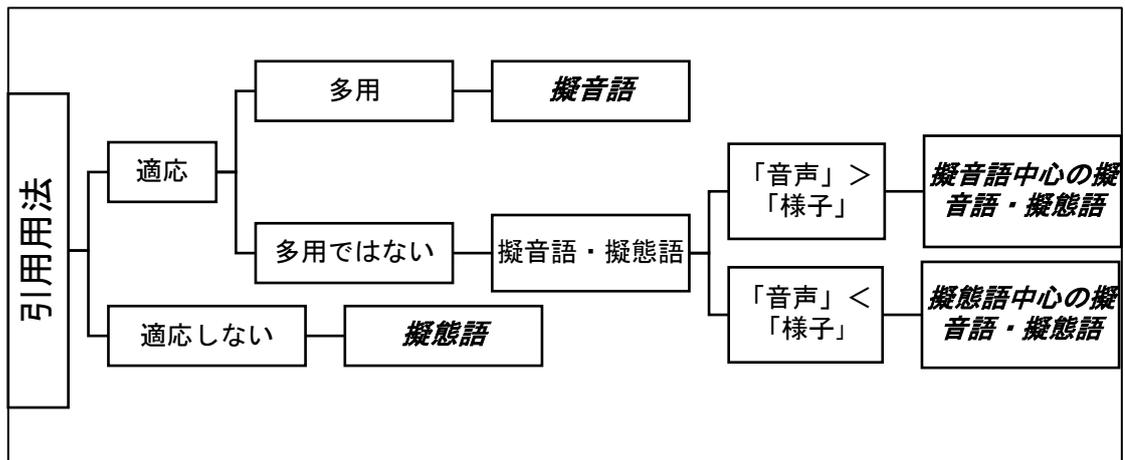 引用用法
適応
多用
擬音語
多用ではない
擬音語・擬態語
「音声」＞
「様子」
擬音語中心の擬
音語・擬態語
「音声」＜
「様子」
擬態語中心の擬
音語・擬態語
適応しない
擬態語